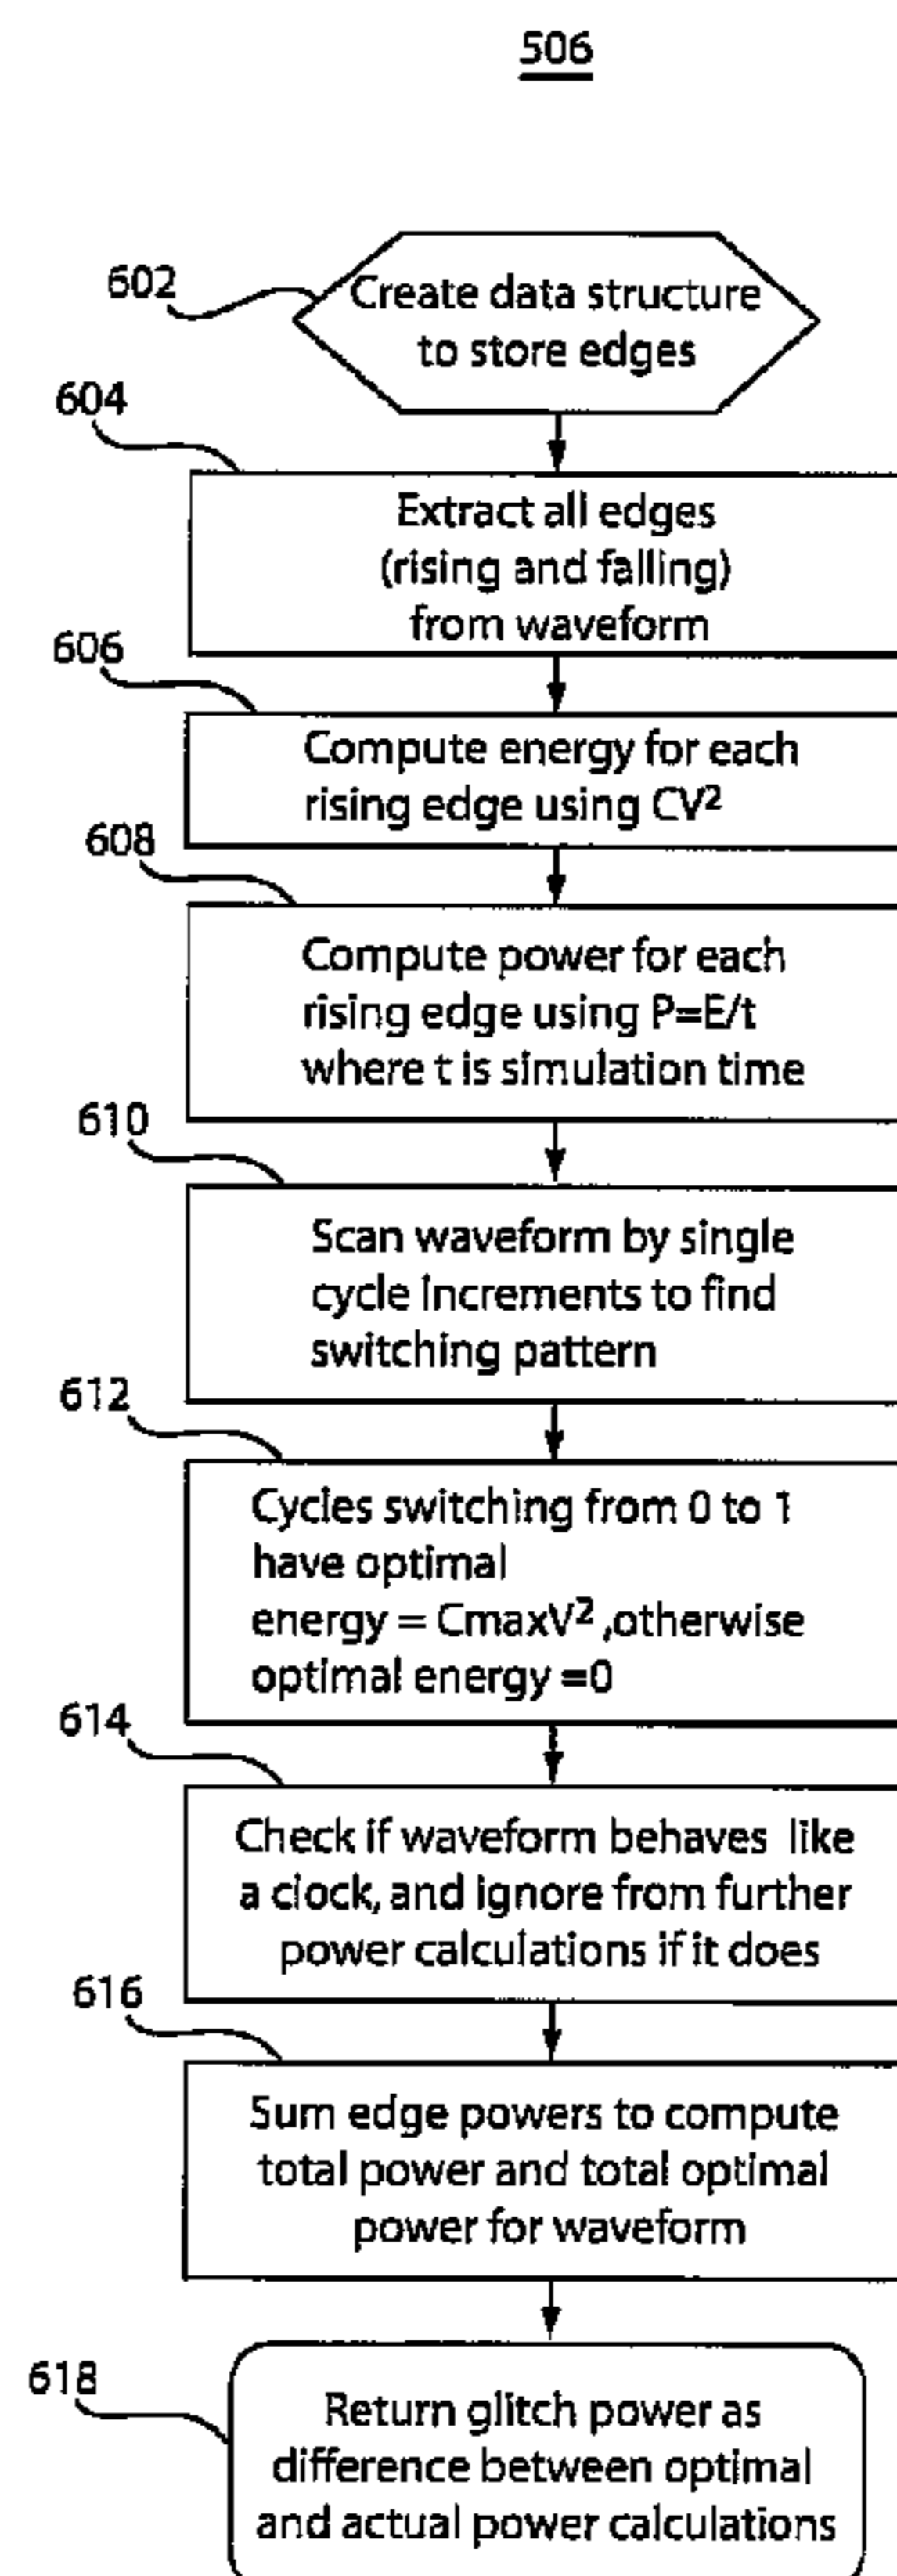 506
602
Create data structure
to store edges
604
Extract all edges
(rising and falling)
from waveform
606
Compute energy for each
rising edge using CV²
608
Compute power for each
rising edge using P=E/t
where t is simulation time
610
Scan waveform by single
cycle increments to find
switching pattern
612
Cycles switching from 0 to 1
have optimal
energy = CmaxV² ,otherwise
optimal energy =0
614
Check if waveform behaves like
a clock, and ignore from further
power calculations if it does
616
Sum edge powers to compute
total power and total optimal
power for waveform
618
Return glitch power as
difference between optimal
and actual power calculations